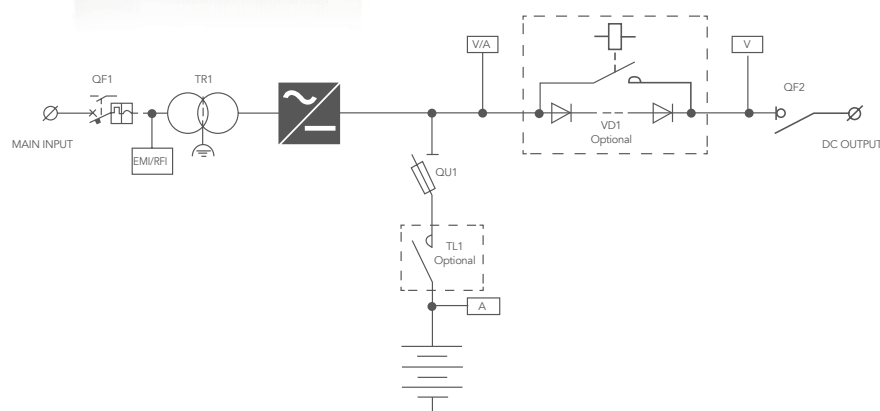 V/A
V
QF1
TR1
QF2
MAIN INPUT
VD1
Optional
DC OUTPUT
EMI/RFI
QU1
TL1
Optional
A